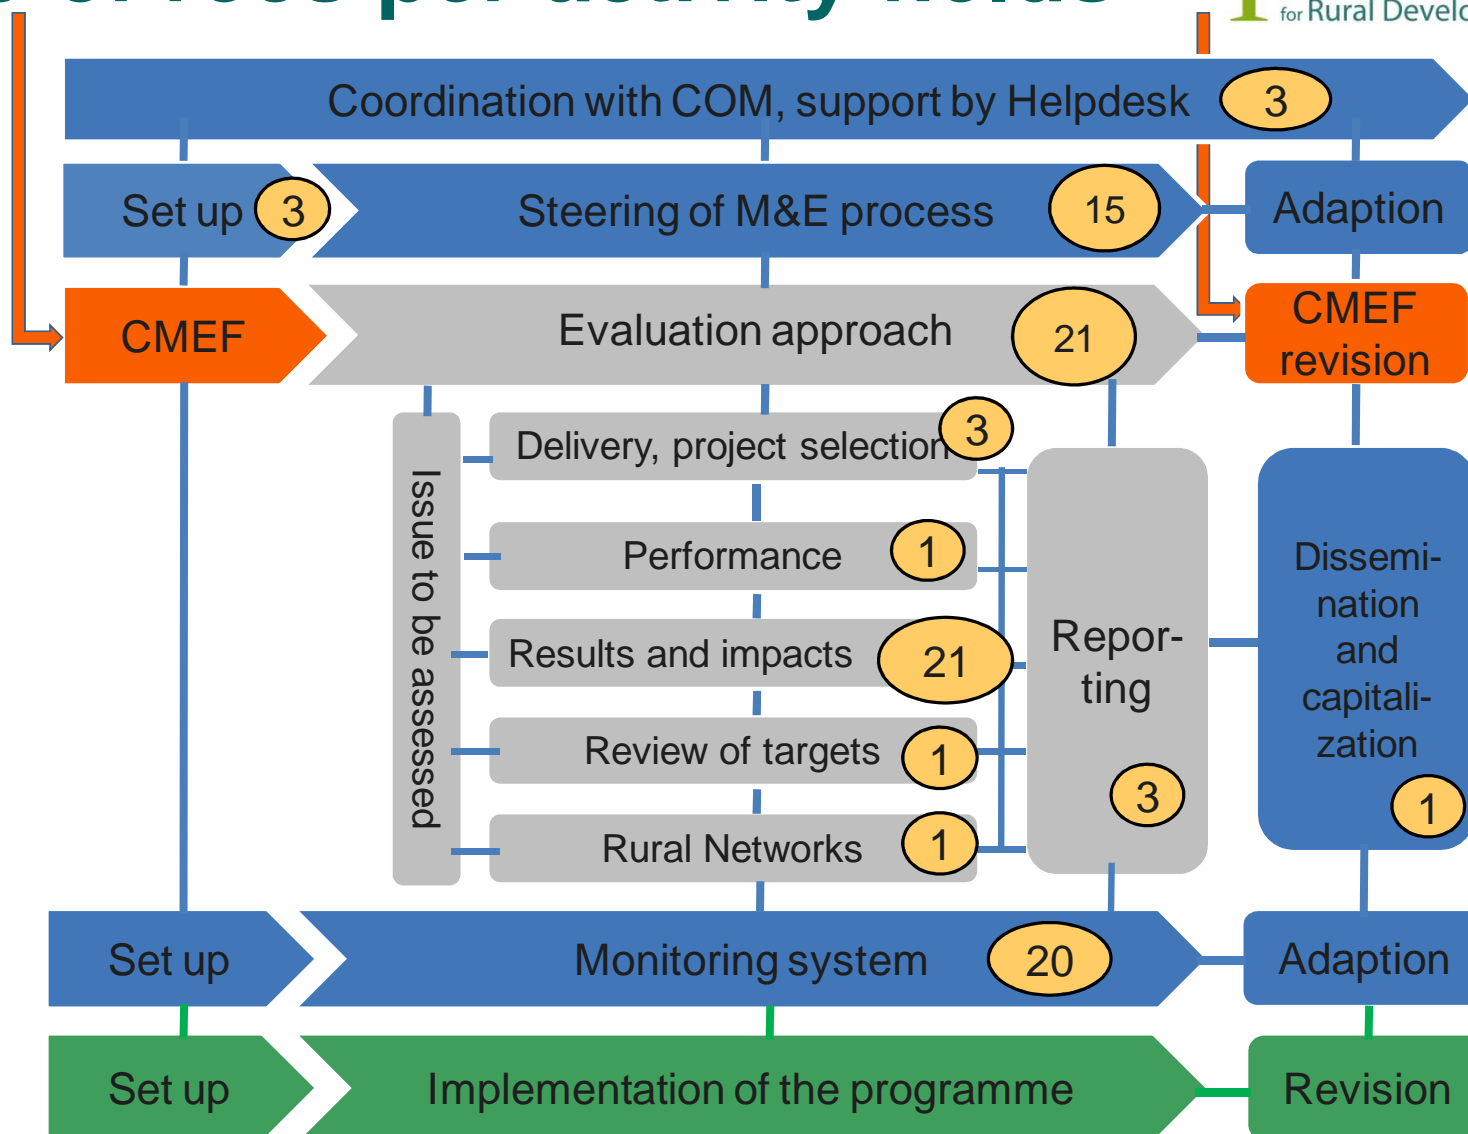 per activity fields
for Rural
Coordination with COM, support by Helpdesk 3
Set up 3 Steering of M&E process 15 Adaption
CMEF Evaluation approach 21 CMEF
revision
Issue to be assessed
Delivery, project selection 3
Performance 1
Results and impacts 21
Review of targets 1
Rural Networks 1
Repor-
ting
3
Dissemi-
nation
and
capitali-
zation
1
Set up Monitoring system 20 Adaption
Set up Implementation of the programme Revision